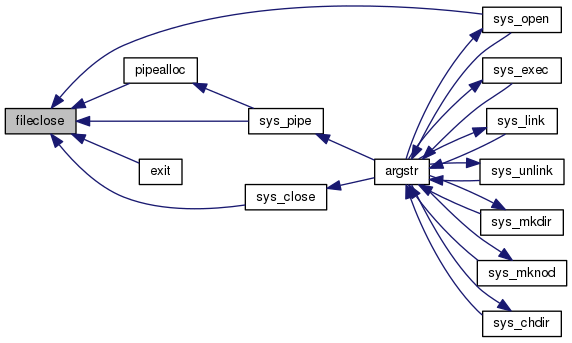 fileclose
pipealloc
sys_pipe
exit
sys_close
argstr
sys_open
sys_exec
sys_link
sys_unlink
sys_mkdir
sys_mknod
sys_chdir